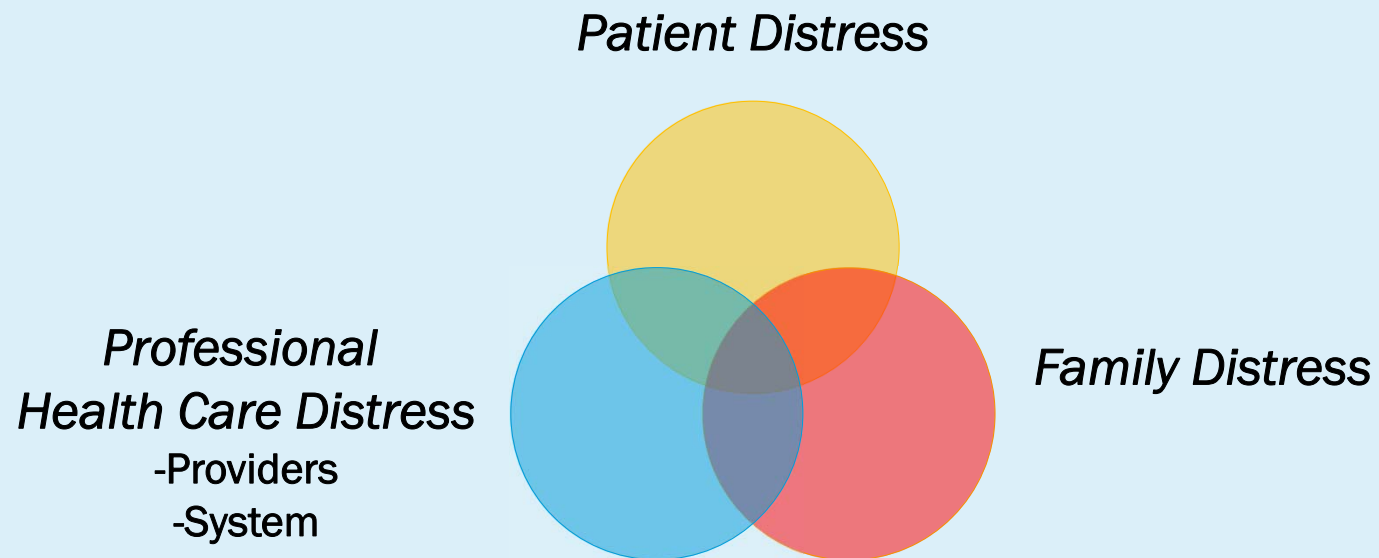 Patient Distress
Professional
Health Care Distress
-Providers
-System
Family Distress